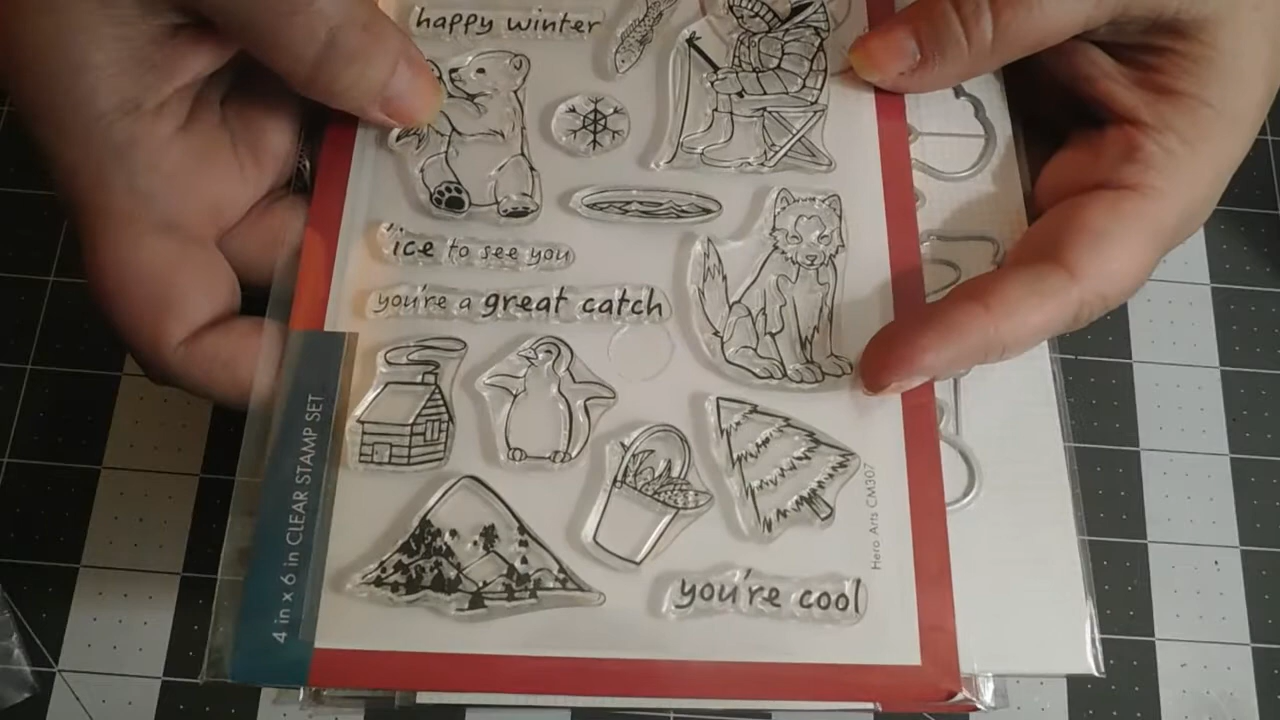 happy winter
'ice to see you
you're a great catch
4 in x 6 in CLEAR STAMP SET
Hero Arts CM307
you're cool